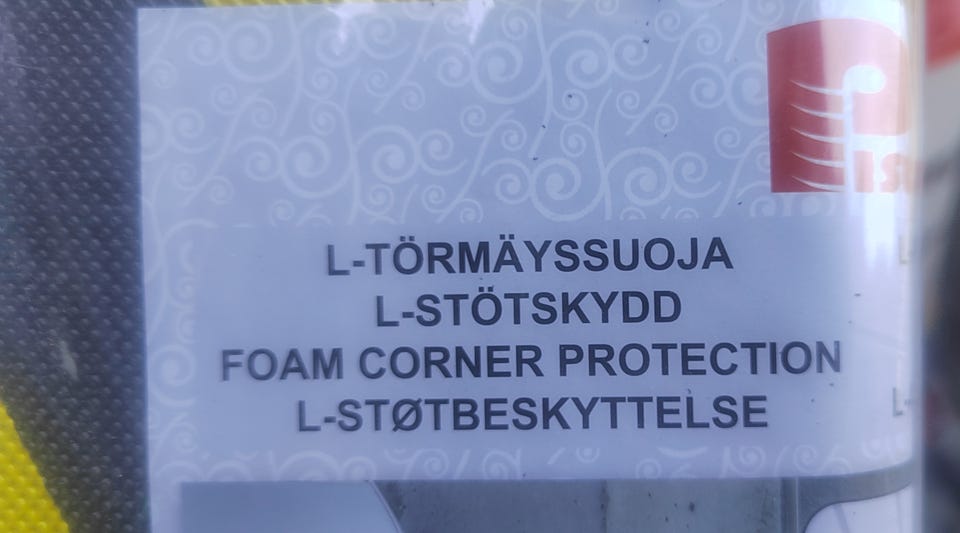 L-TÖRMÄYSSUOJA
L-STÖTSKYDD
FOAM CORNER PROTECTION
L-STØTBESKYTTELSE